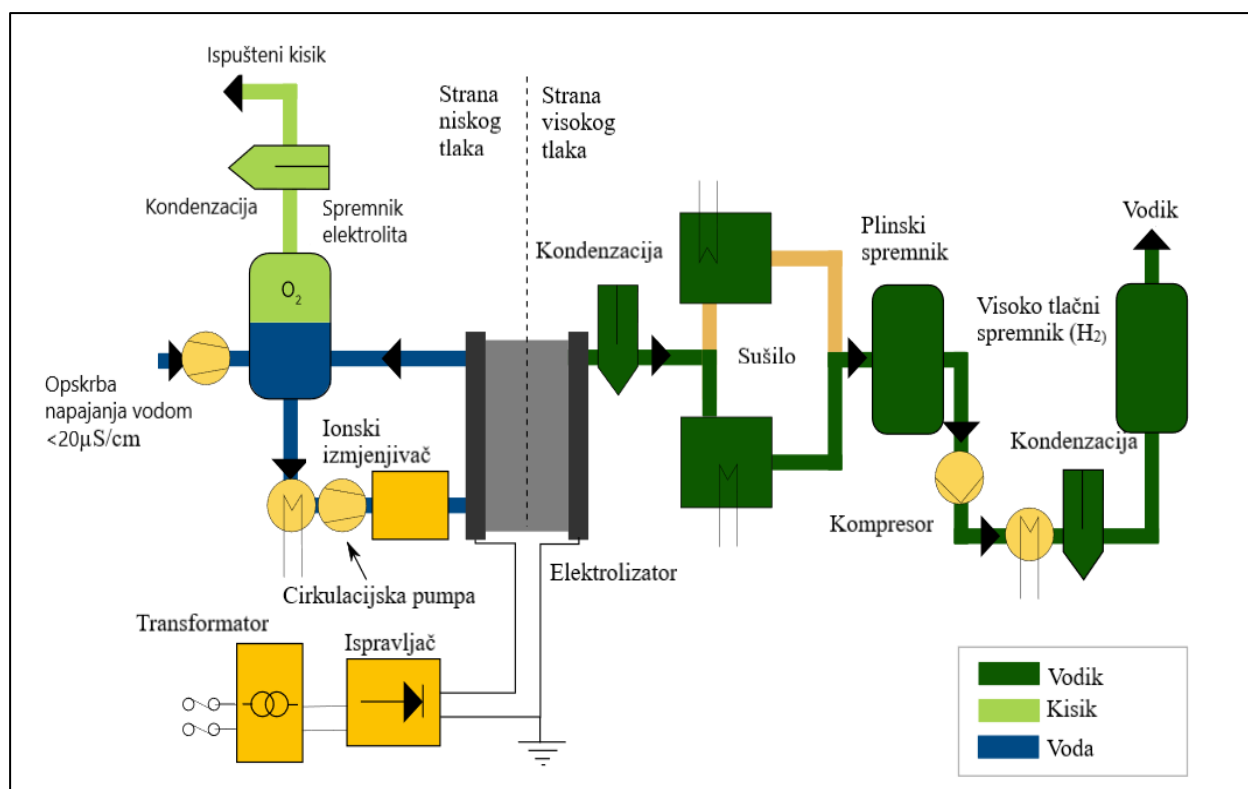 Ispušteni kisik
Strana
niskog
tlaka
Strana
visokog
tlaka
Kondenzacija
Spremnik
elektrolita
O₂
Opskrba
napajanja vodom
<20µS/cm
Ionski
izmjenjivač
Cirkulacijska pumpa
Elektrolizator
Transformator
Ispravljač
Kondenzacija
Sušilo
Plinski
spremnik
Kompresor
Kondenzacija
Visoko tlačni
spremnik (H₂)
Vodik
Vodik
Kisik
Voda